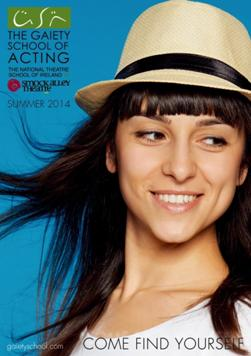 GSA
THE GAIETY
SCHOOL OF
ACTING
THE NATIONAL THEATRE
SCHOOL OF IRELAND
SMOCK ALLEY
THEATRE
SUMMER 2014
gaietyschool.com
COME FIND YOURSELF